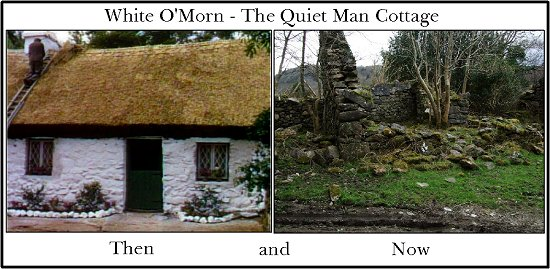 White O'Morn - The Quiet Man Cottage
Then and Now